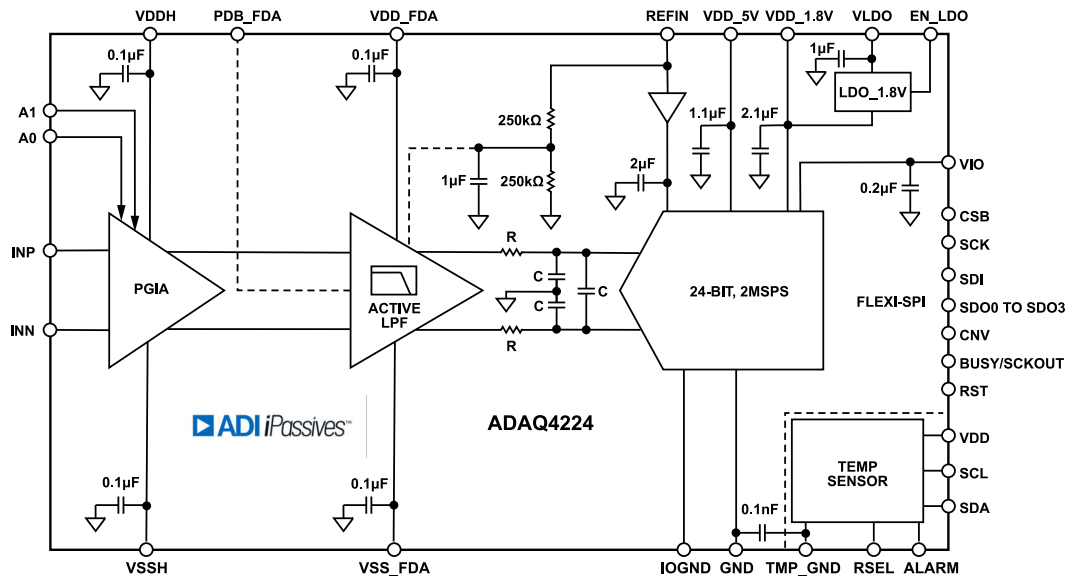 VDDH
PDB_FDA
VDD_FDA
REFIN
VDD_5V
VDD_1.8V
VLDO
EN_LDO
0.1µF
0.1µF
1µF
LDO_1.8V
A1
A0
250kΩ
1.1µF
2.1µF
1µF
250kΩ
2µF
VIO
0.2µF
CSB
SCK
INP
PGIA
INN
ACTIVE
LPF
R
C
C
C
R
24-BIT, 2MSPS
FLEXI-SPI
SDI
SDO0 TO SDO3
CNV
BUSY/SCKOUT
RST
ADI iPassives™
ADAQ4224
TEMP
SENSOR
VDD
SCL
SDA
0.1µF
0.1µF
0.1nF
VSSH
VSS_FDA
IOGND
GND
TMP_GND
RSEL
ALARM